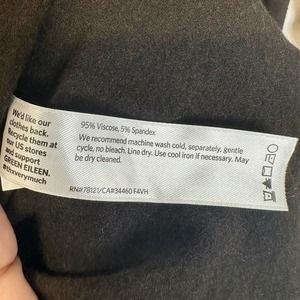 We'd like our
clothes back.
Recycle them at
our US stores
and support
GREEN EILEEN.
#thxverymuch
95% Viscose, 5% Spandex
We recommend machine wash cold, separately, gentle
cycle, no bleach. Line dry. Use cool iron if necessary. May
be dry cleaned.
RN#78121/CA#34460 F4VH